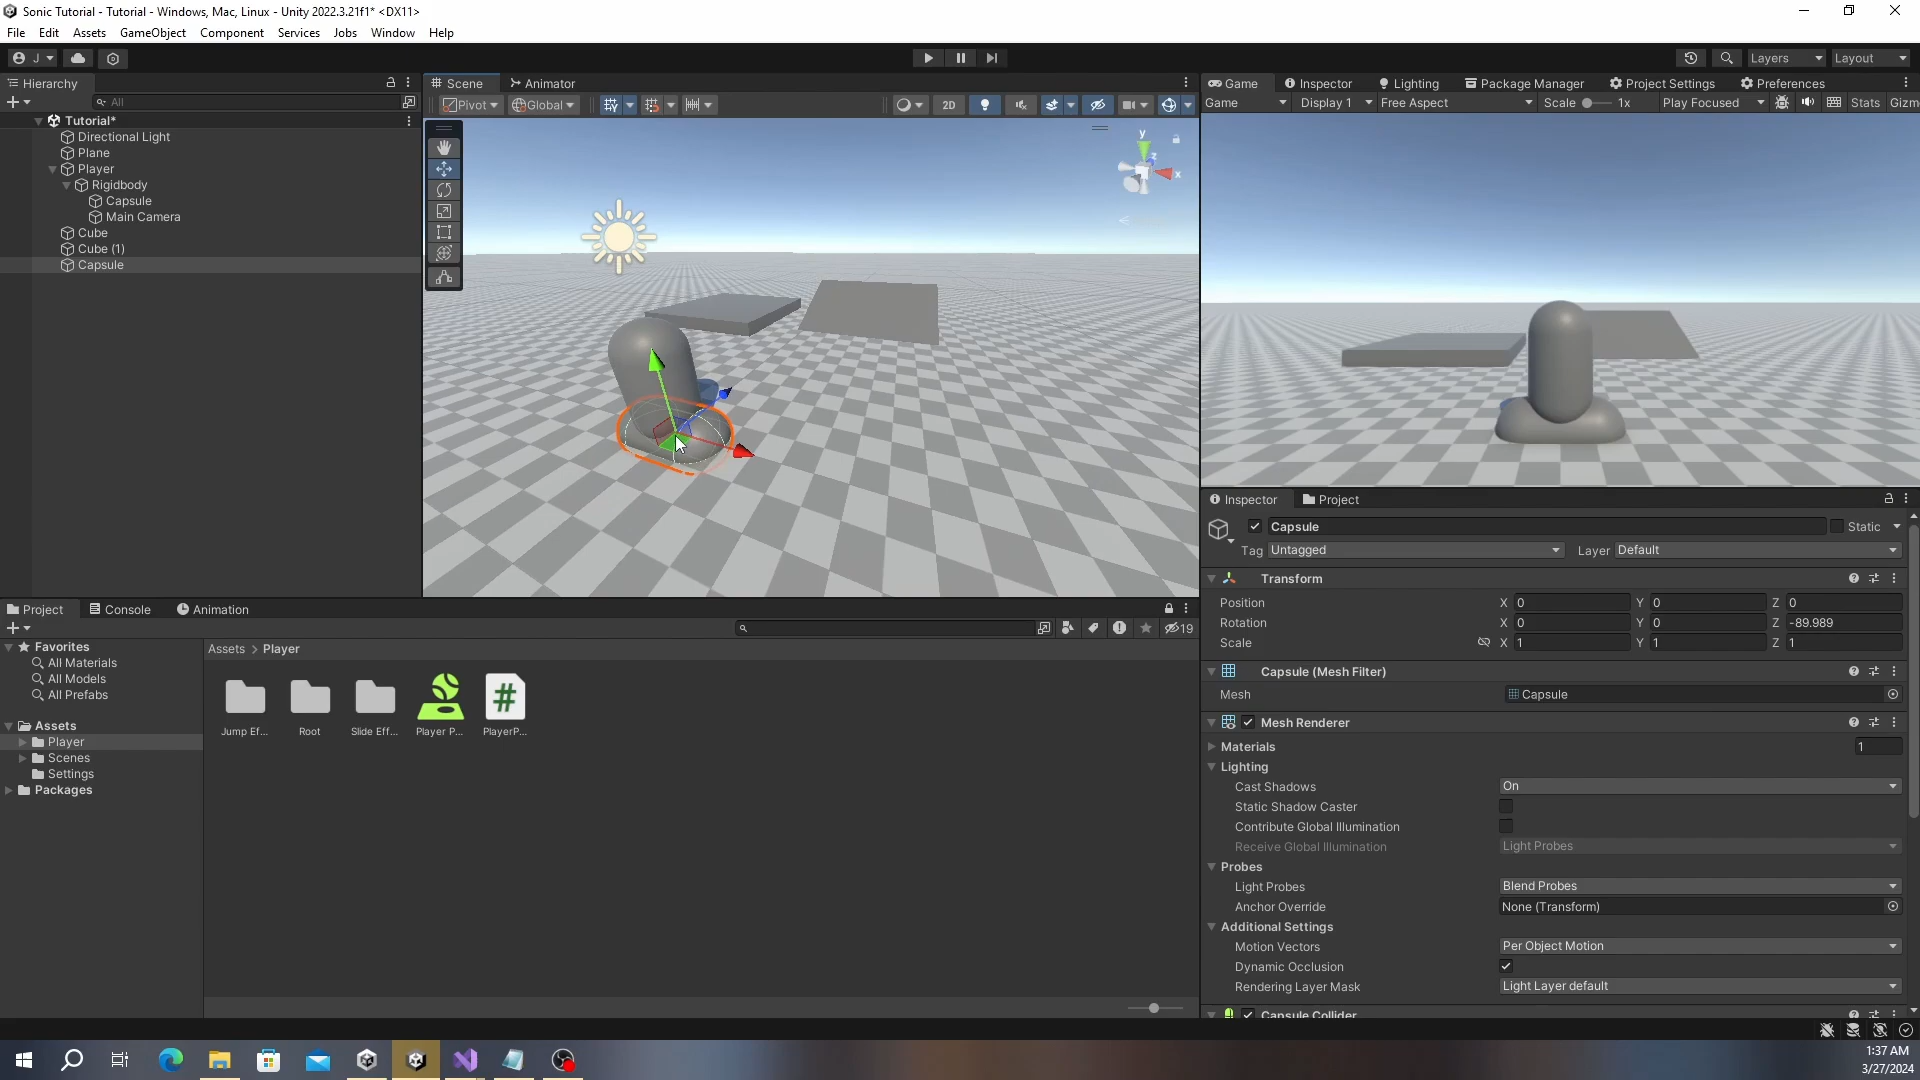 Sonic Tutorial - Tutorial - Windows, Mac, Linux - Unity 2022.3.21f1* <DX11>
File Edit Assets GameObject Component Services Jobs Window Help
J Layers Layout
Hierarchy Scene Animator Game Inspector Lighting Package Manager Project Settings Preferences
All Pivot Global 2D Game Display 1 Free Aspect Scale 1x Play Focused Stats Gizm
Tutorial*
Directional Light
Plane
Player
Rigidbody
Capsule
Main Camera
Cube
Cube (1)
Capsule
y
z
x
Inspector Project
Capsule Static
Tag Untagged Layer Default
Transform
Position X 0 Y 0 Z 0
Rotation X 0 Y 0 Z -89.989
Scale X 1 Y 1 Z 1
Capsule (Mesh Filter)
Mesh Capsule
Mesh Renderer
Materials 1
Lighting
Cast Shadows On
Static Shadow Caster
Contribute Global Illumination
Receive Global Illumination Light Probes
Probes
Light Probes Blend Probes
Anchor Override None (Transform)
Additional Settings
Motion Vectors Per Object Motion
Dynamic Occlusion
Rendering Layer Mask Light Layer default
Capsule Collider
Project Console Animation
19
Favorites
All Materials
All Models
All Prefabs
Assets
Player
Scenes
Settings
Packages
Assets > Player
#
Jump Ef... Root Slide Eff... Player P... PlayerP...
1:37 AM
3/27/2024